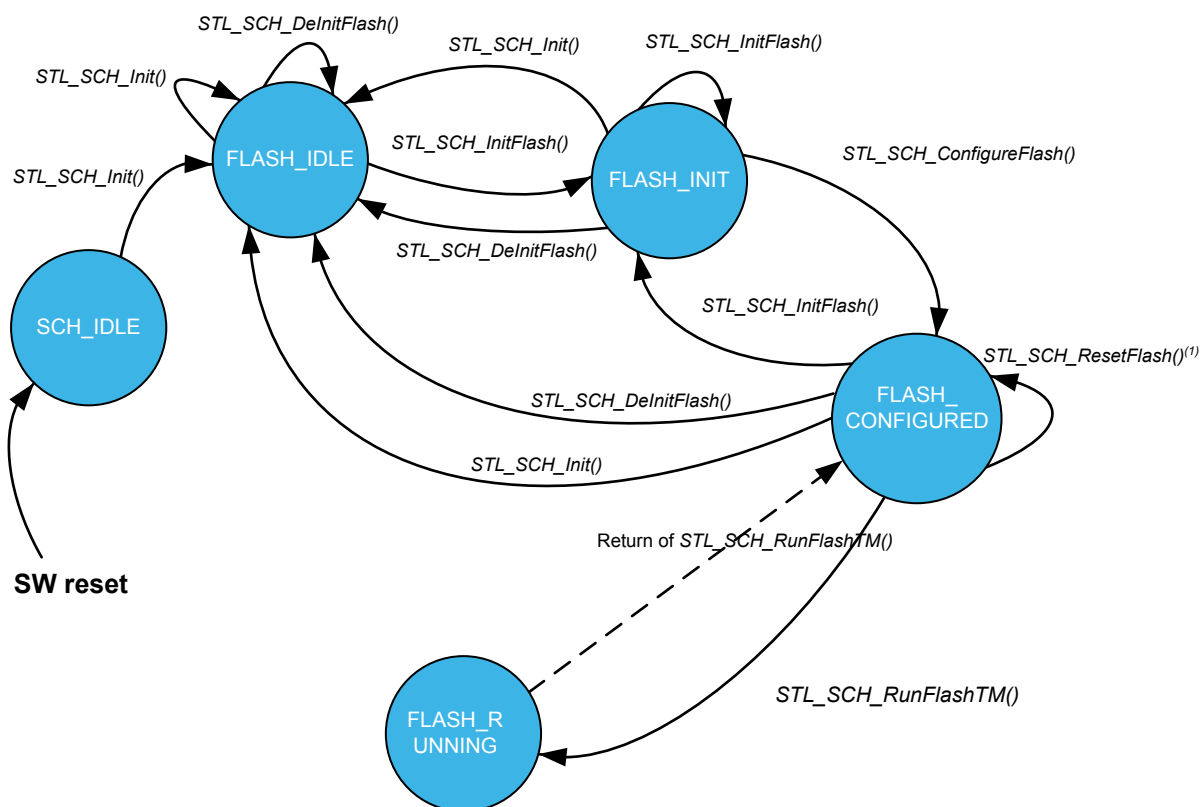 STL_SCH_DeInitFlash()
STL_SCH_Init()
STL_SCH_InitFlash()
STL_SCH_Init()
STL_SCH_InitFlash()
STL_SCH_ConfigureFlash()
FLASH_IDLE
STL_SCH_Init()
FLASH_INIT
STL_SCH_DeInitFlash()
STL_SCH_InitFlash()
SCH_IDLE
STL_SCH_ResetFlash()(1)
FLASH_
CONFIGURED
STL_SCH_DeInitFlash()
STL_SCH_Init()
Return of STL_SCH_RunFlashTM()
SW reset
STL_SCH_RunFlashTM()
FLASH_R
UNNING